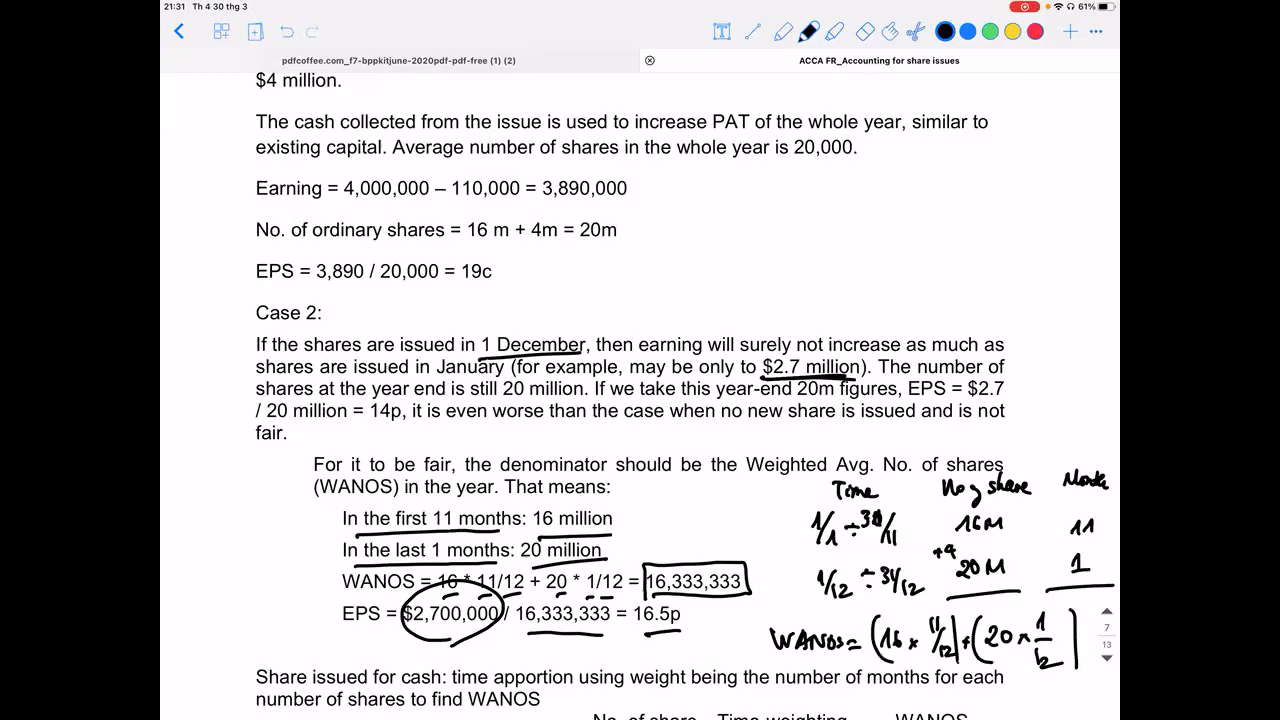 21:31 Th 4 30 thg 3
61%
pdfcoffee.com_f7-bppkitjune-2020pdf-pdf-free (1) (2)
ACCA FR_Accounting for share issues
$4 million.
The cash collected from the issue is used to increase PAT of the whole year, similar to
existing capital. Average number of shares in the whole year is 20,000.
Earning = 4,000,000 – 110,000 = 3,890,000
No. of ordinary shares = 16 m + 4m = 20m
EPS = 3,890 / 20,000 = 19c
Case 2:
If the shares are issued in 1 December, then earning will surely not increase as much as
shares are issued in January (for example, may be only to $2.7 million). The number of
shares at the year end is still 20 million. If we take this year-end 20m figures, EPS = $2.7
/ 20 million = 14p, it is even worse than the case when no new share is issued and is not
fair.
For it to be fair, the denominator should be the Weighted Avg. No. of shares
(WANOS) in the year. That means:
In the first 11 months: 16 million
In the last 1 months: 20 million
WANOS = 16 * 11/12 + 20 * 1/12 = 16,333,333
EPS = $2,700,000 / 16,333,333 = 16.5p
Time No of share Month
1/1 ÷ 30/11 16M 11
+4
1/12 ÷ 31/12 20M 1
WANOS = (16 × 11/12) + (20 × 1/12)
7
13
Share issued for cash: time apportion using weight being the number of months for each
number of shares to find WANOS
No. of share Time-weighting WANOS